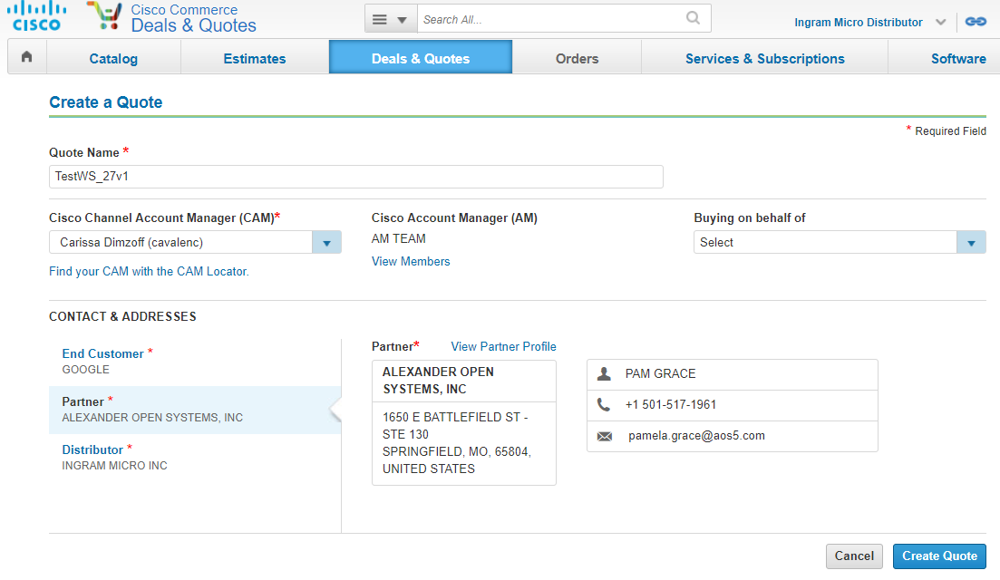 CISCO
Cisco Commerce
Deals & Quotes
Search All...
Ingram Micro Distributor
Catalog
Estimates
Deals & Quotes
Orders
Services & Subscriptions
Software
Create a Quote
* Required Field
Quote Name *
TestWS_27v1
Cisco Channel Account Manager (CAM)*
Cisco Account Manager (AM)
Buying on behalf of
Carissa Dimzoff (cavalenc)
AM TEAM
Select
View Members
Find your CAM with the CAM Locator.
CONTACT & ADDRESSES
End Customer *
GOOGLE
Partner *
ALEXANDER OPEN SYSTEMS, INC
Distributor *
INGRAM MICRO INC
Partner*
View Partner Profile
ALEXANDER OPEN
SYSTEMS, INC
1650 E BATTLEFIELD ST -
STE 130
SPRINGFIELD, MO, 65804,
UNITED STATES
PAM GRACE
+1 501-517-1961
pamela.grace@aos5.com
Cancel
Create Quote